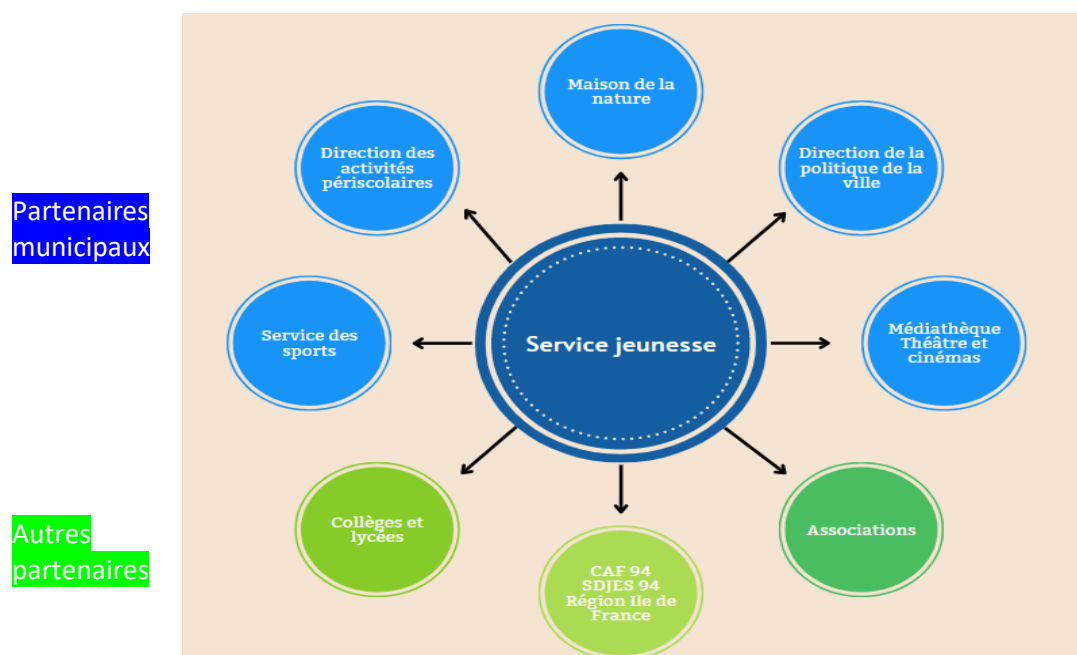 Maison de la
nature
Direction des
activités
périscolaires
Direction de la
politique de la
ville
Partenaires
municipaux
Service des
sports
Service jeunesse
Médiathèque
Théâtre et
cinémas
Autres
partenaires
Collèges et
lycées
CAF 94
SDJES 94
Région Ile de
France
Associations